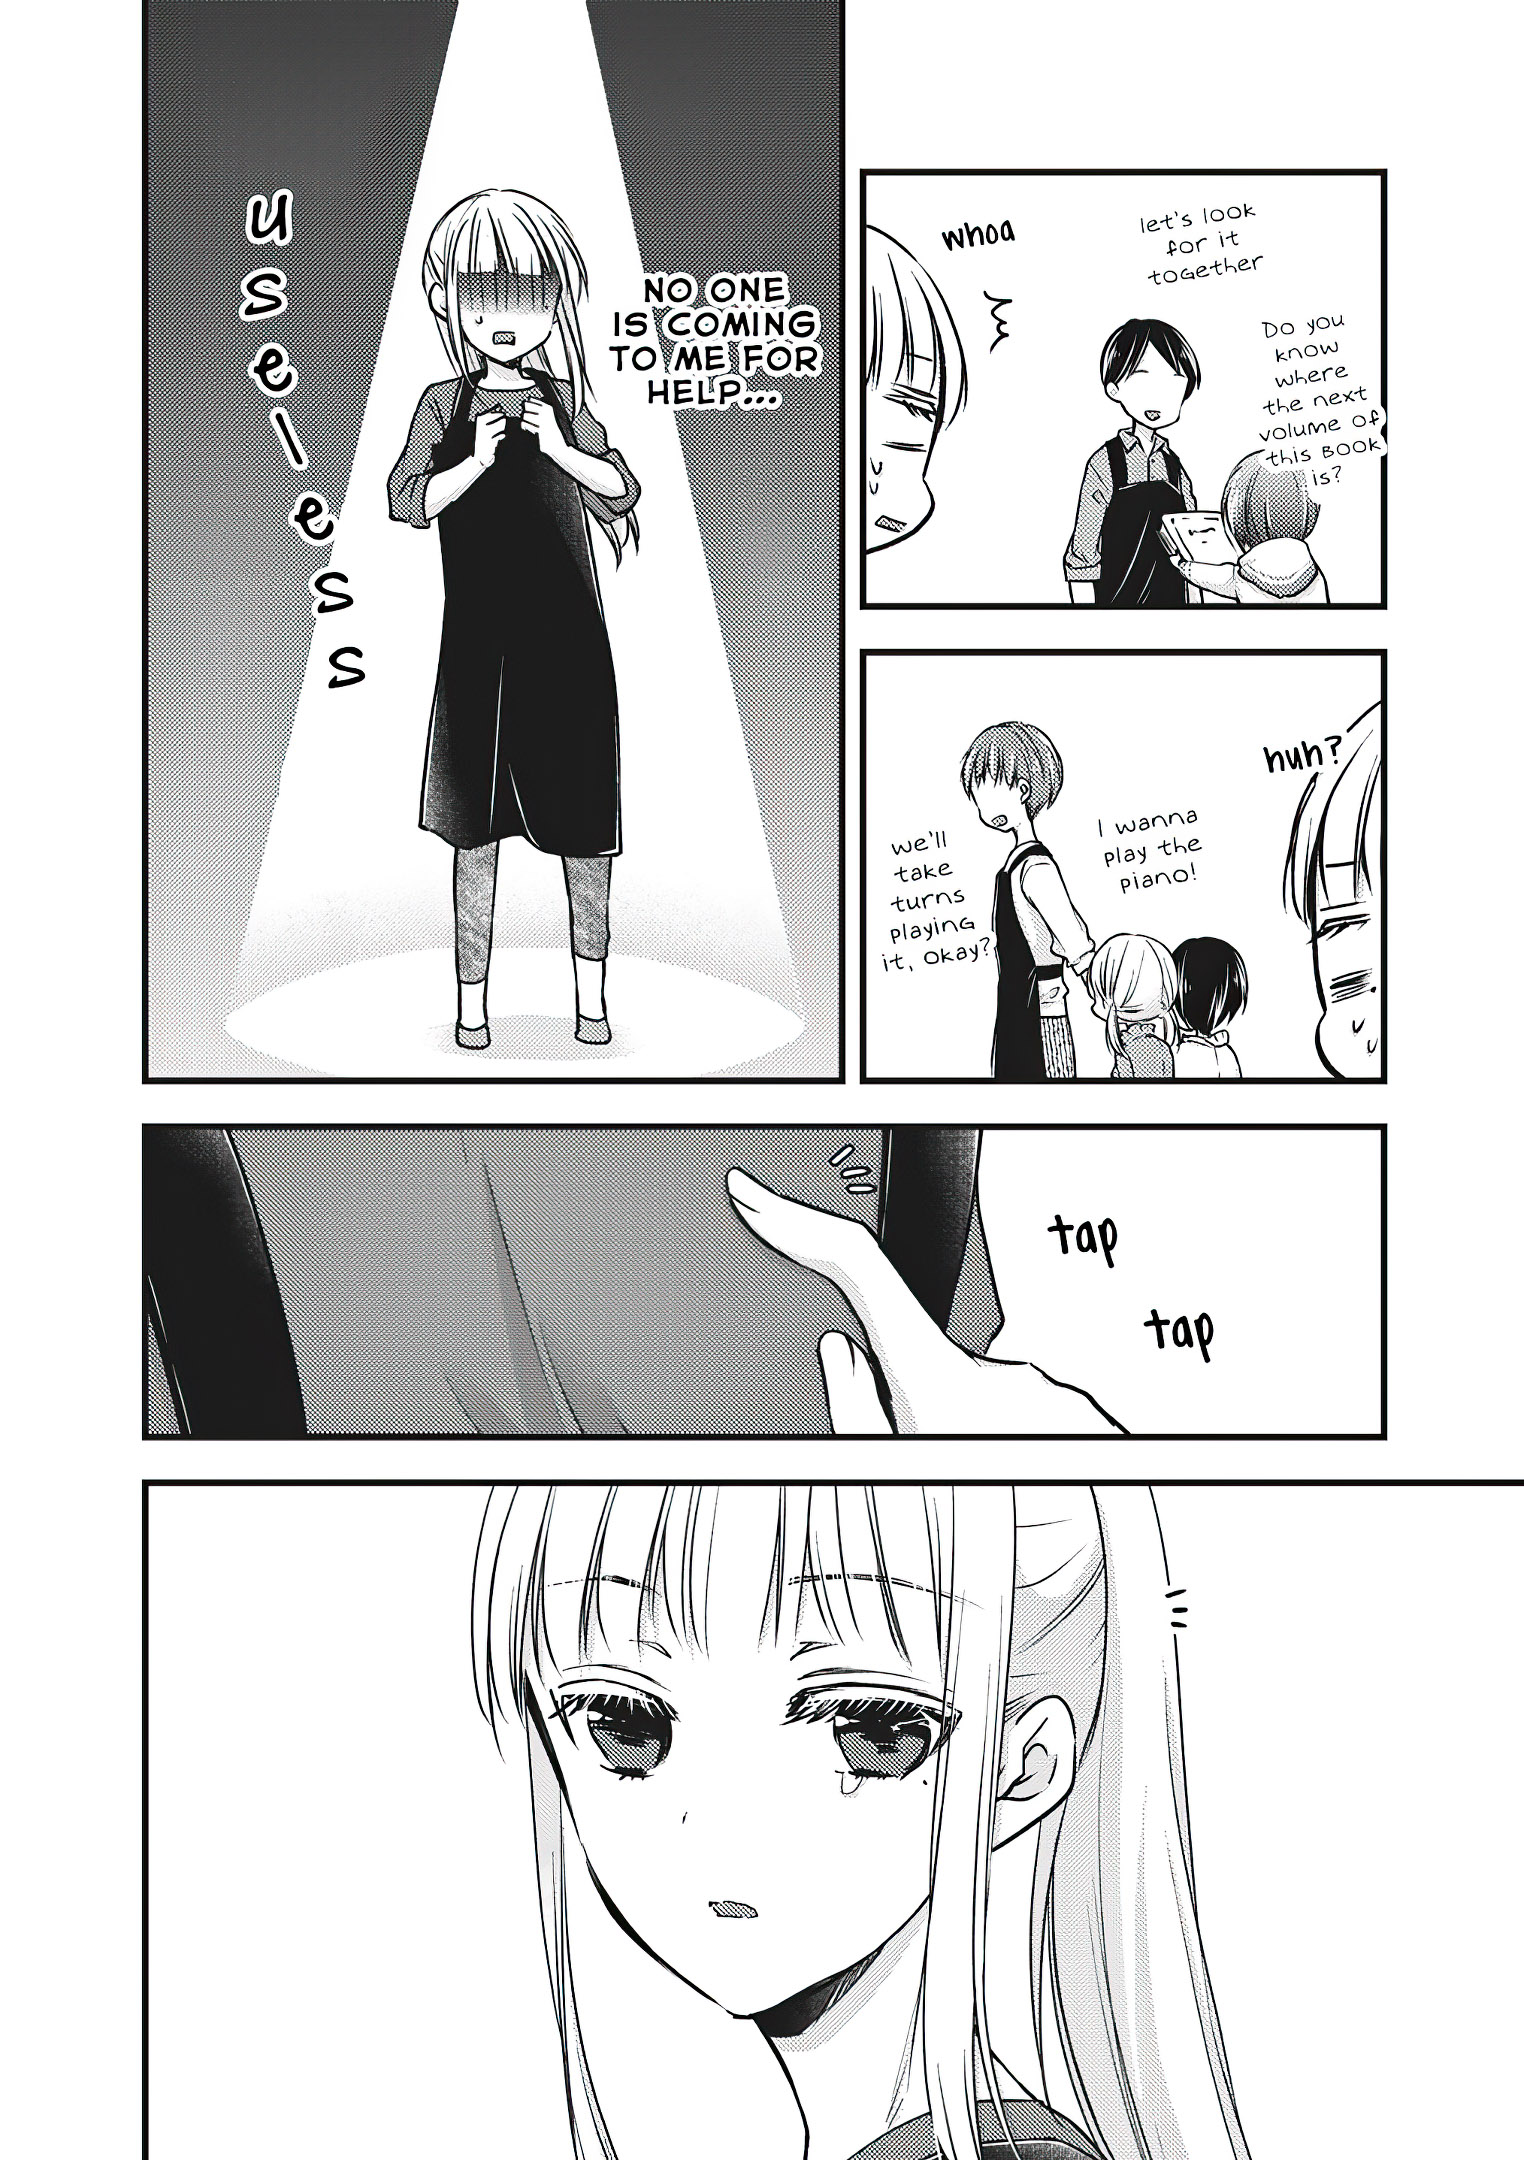 whoa
let's look
for it
together
Do you
know
where
the next
volume of
this book
is?
huh?
I wanna
play the
piano!
we'll
take
turns
playing
it, okay?
NO ONE
IS COMING
TO ME FOR
HELP...
useless
tap
tap